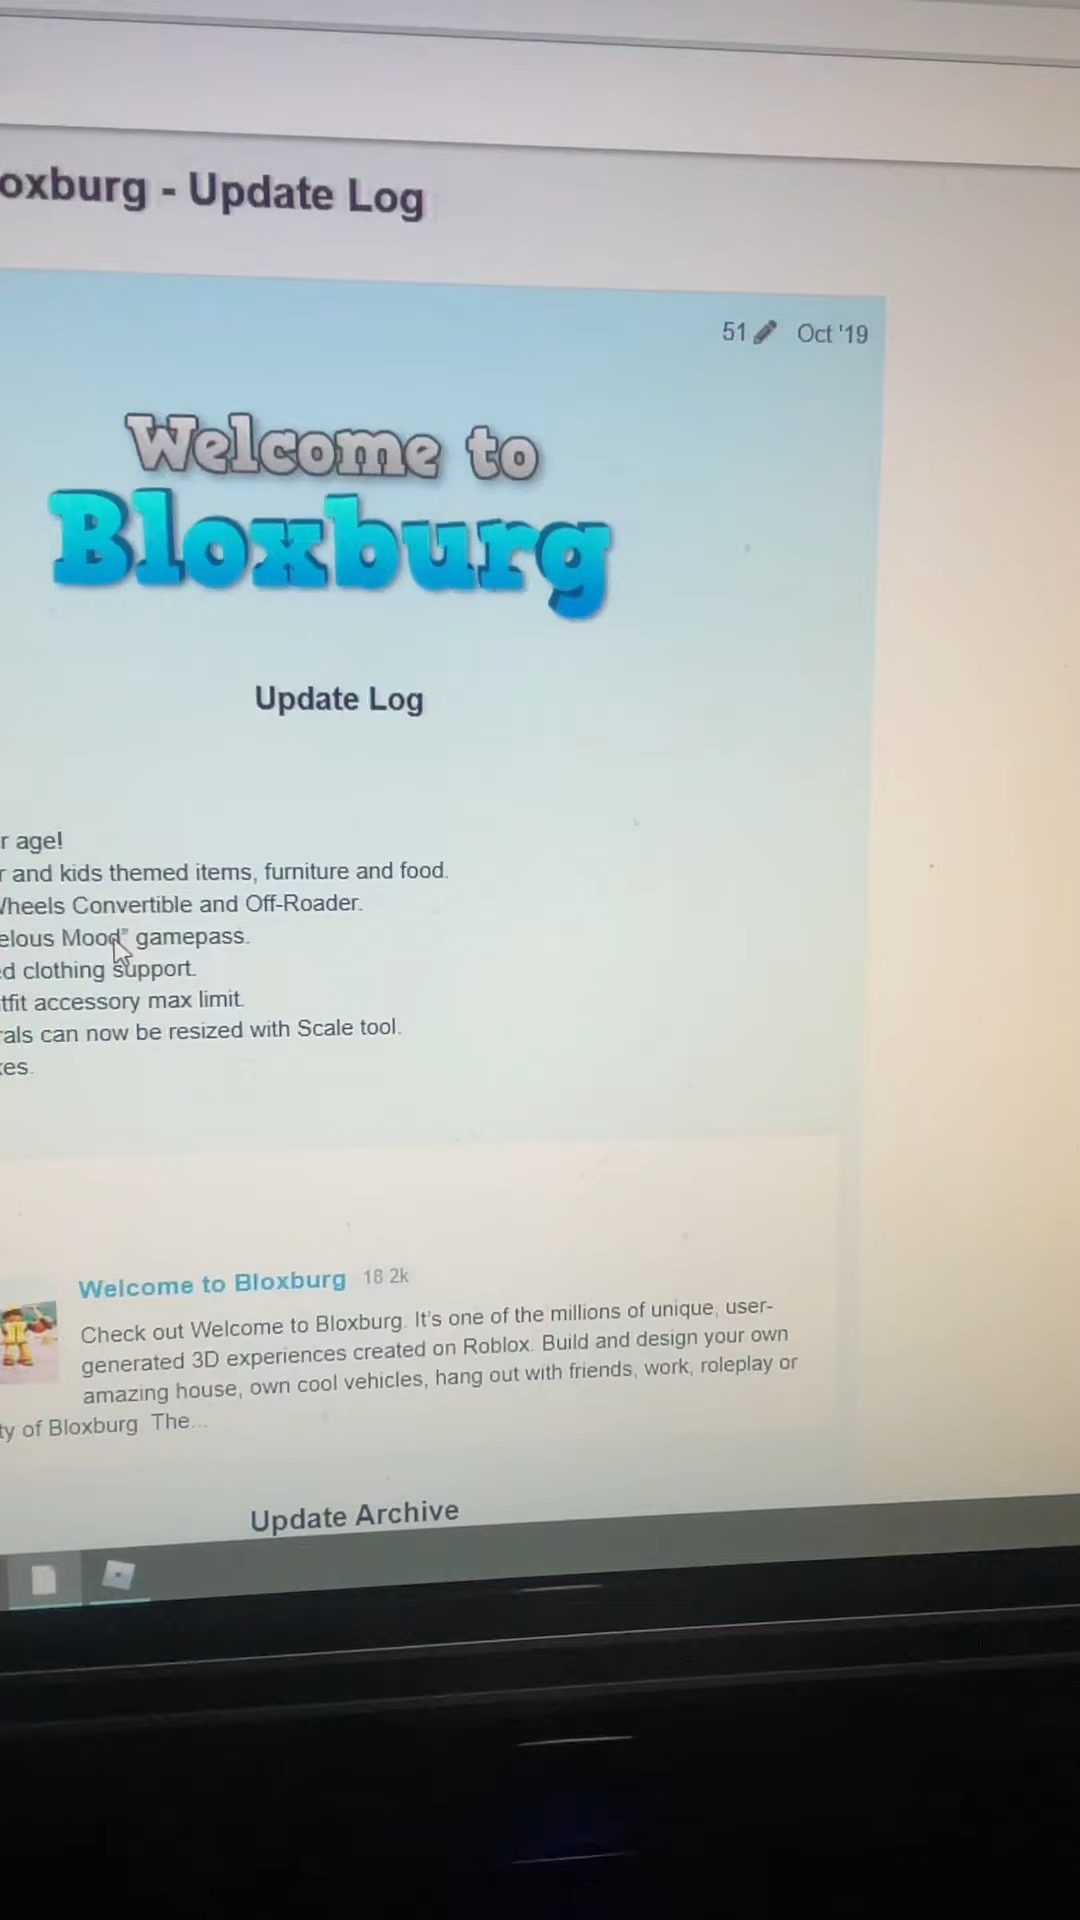 oxburg - Update Log
51 Oct '19
Welcome to
Bloxburg
Update Log
r age!
r and kids themed items, furniture and food.
Wheels Convertible and Off-Roader.
elous Mood" gamepass.
ed clothing support.
tfit accessory max limit.
rals can now be resized with Scale tool.
xes.
Welcome to Bloxburg 18.2k
Check out Welcome to Bloxburg. It's one of the millions of unique, user-
generated 3D experiences created on Roblox. Build and design your own
amazing house, own cool vehicles, hang out with friends, work, roleplay or
ty of Bloxburg The...
Update Archive